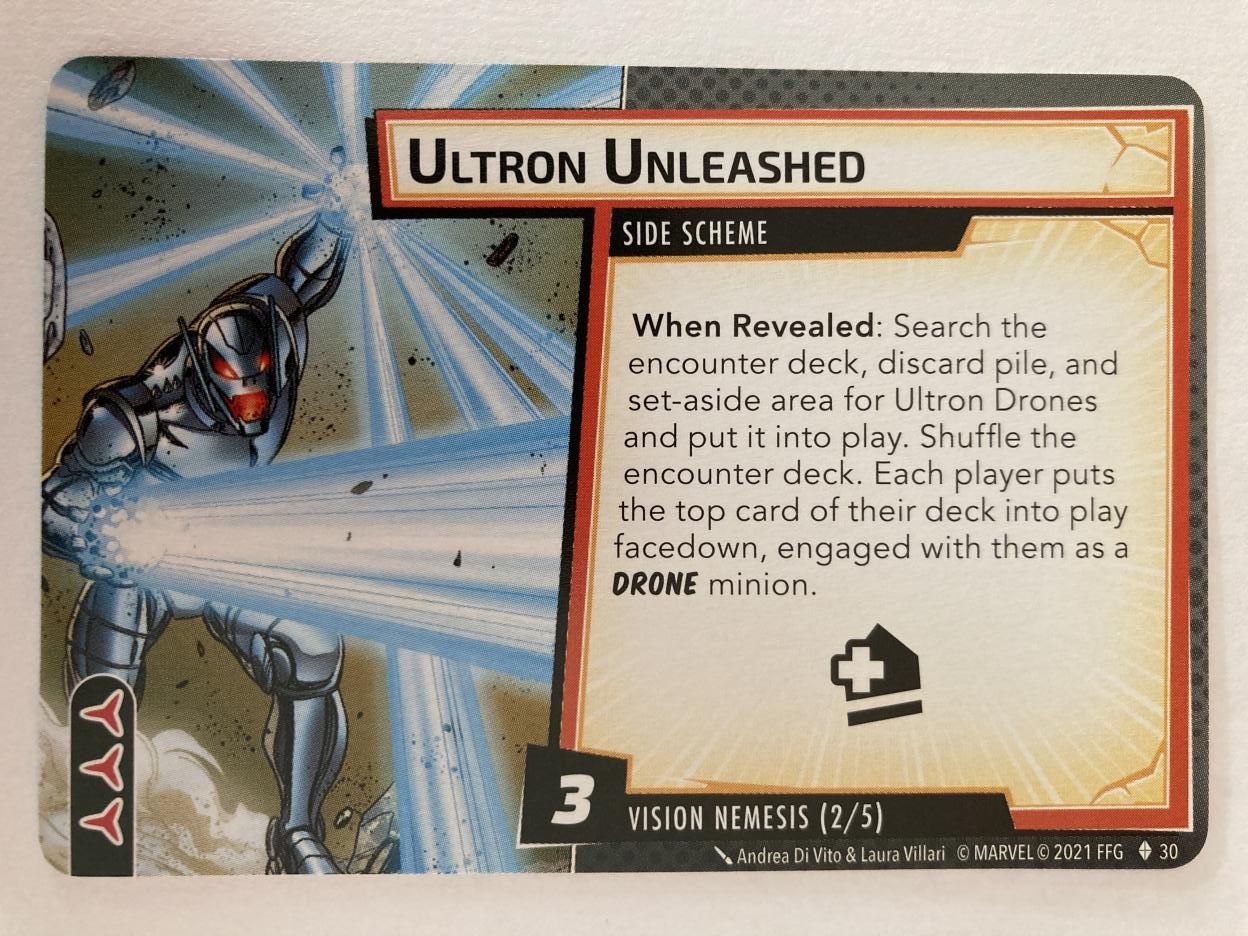 ULTRON UNLEASHED
SIDE SCHEME
When Revealed: Search the
encounter deck, discard pile, and
set-aside area for Ultron Drones
and put it into play. Shuffle the
encounter deck. Each player puts
the top card of their deck into play
facedown, engaged with them as a
DRONE minion.
3
VISION NEMESIS (2/5)
Andrea Di Vito & Laura Villari © MARVEL © 2021 FFG 30